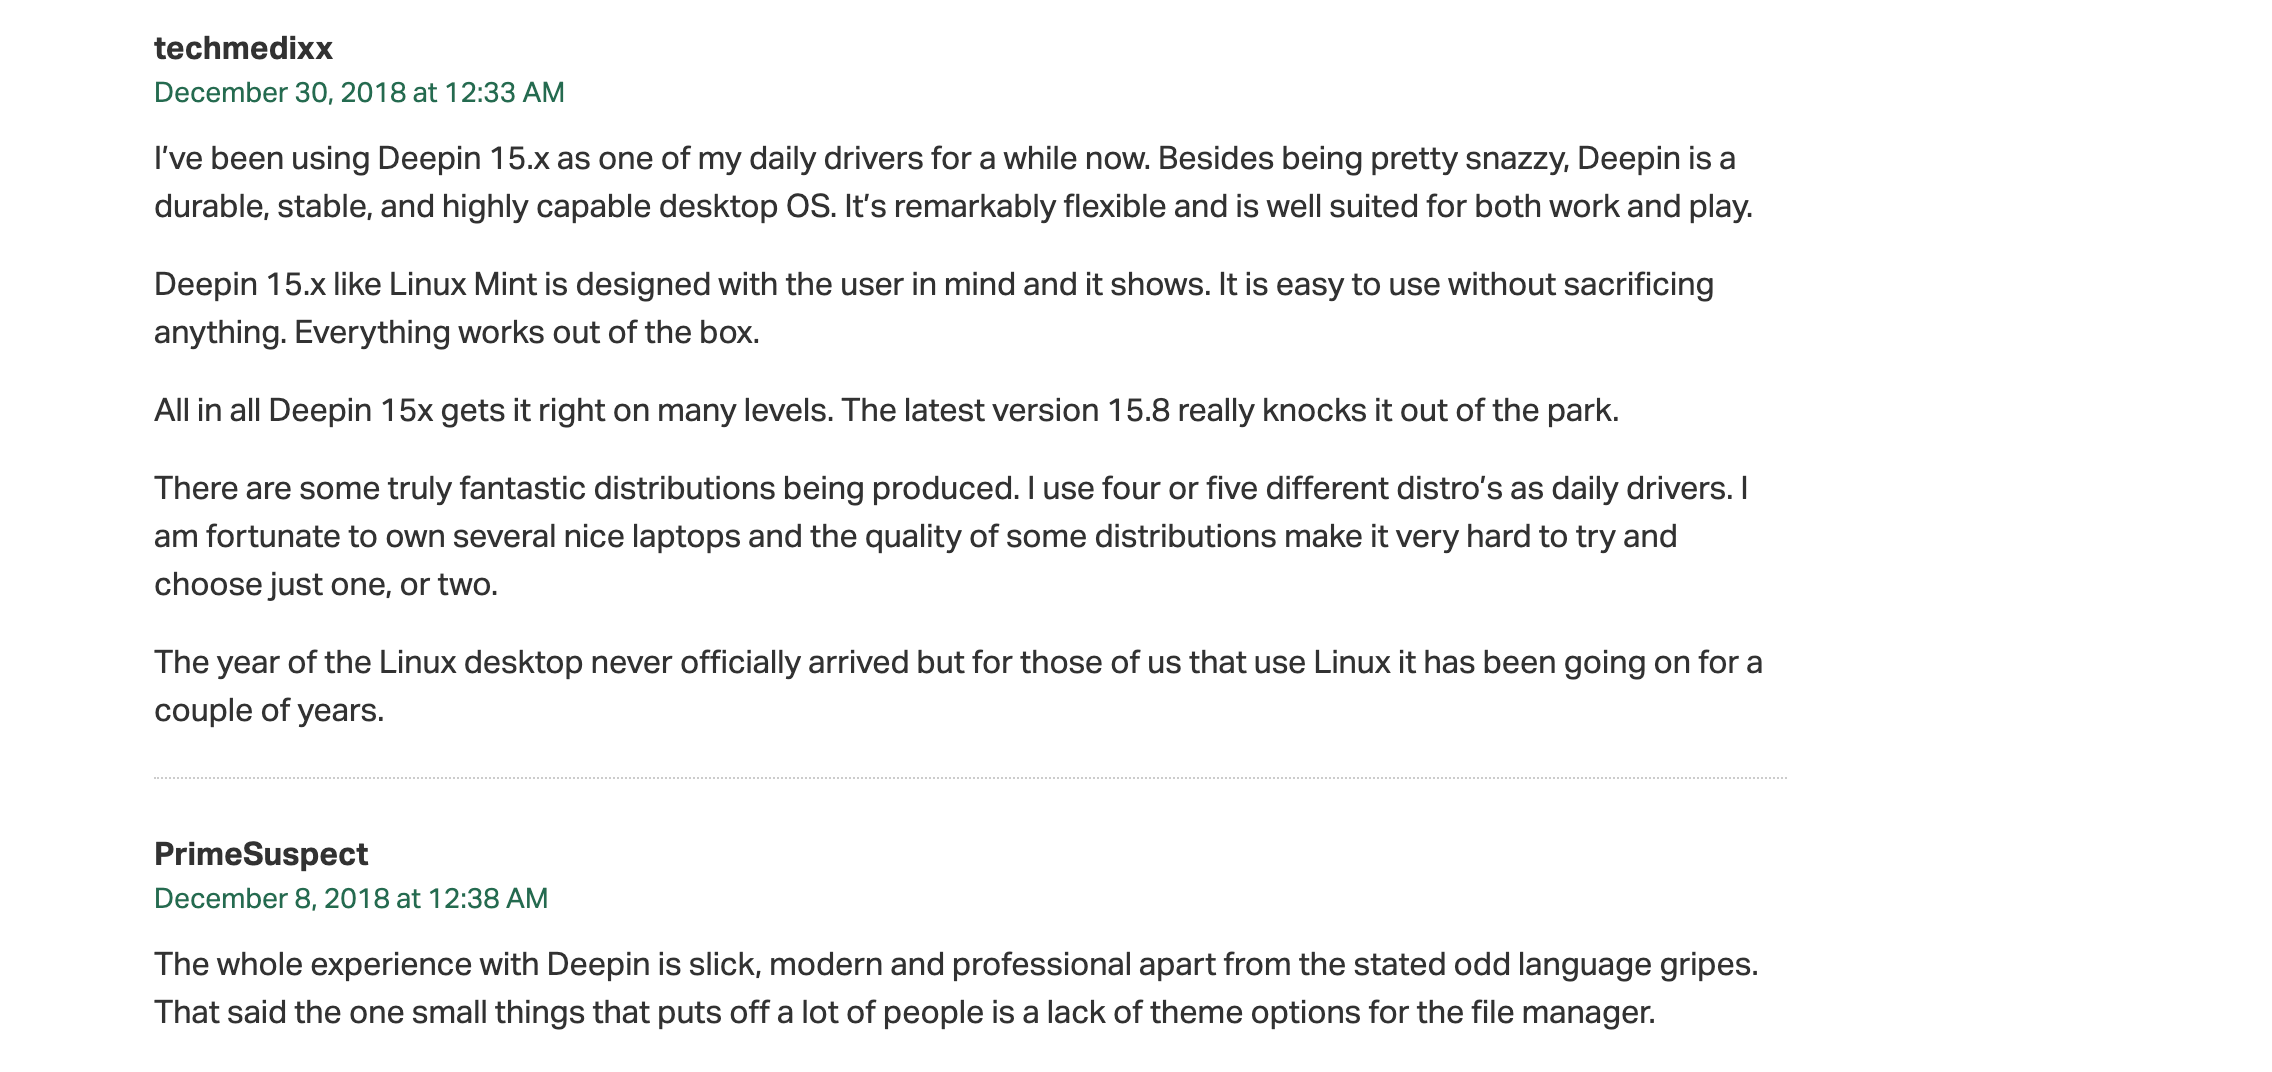 techmedixx
December 30, 2018 at 12:33 AM
I’ve been using Deepin 15.x as one of my daily drivers for a while now. Besides being pretty snazzy, Deepin is a
durable, stable, and highly capable desktop OS. It’s remarkably flexible and is well suited for both work and play.
Deepin 15.x like Linux Mint is designed with the user in mind and it shows. It is easy to use without sacrificing
anything. Everything works out of the box.
All in all Deepin 15x gets it right on many levels. The latest version 15.8 really knocks it out of the park.
There are some truly fantastic distributions being produced. I use four or five different distro’s as daily drivers. I
am fortunate to own several nice laptops and the quality of some distributions make it very hard to try and
choose just one, or two.
The year of the Linux desktop never officially arrived but for those of us that use Linux it has been going on for a
couple of years.
PrimeSuspect
December 8, 2018 at 12:38 AM
The whole experience with Deepin is slick, modern and professional apart from the stated odd language gripes.
That said the one small things that puts off a lot of people is a lack of theme options for the file manager.